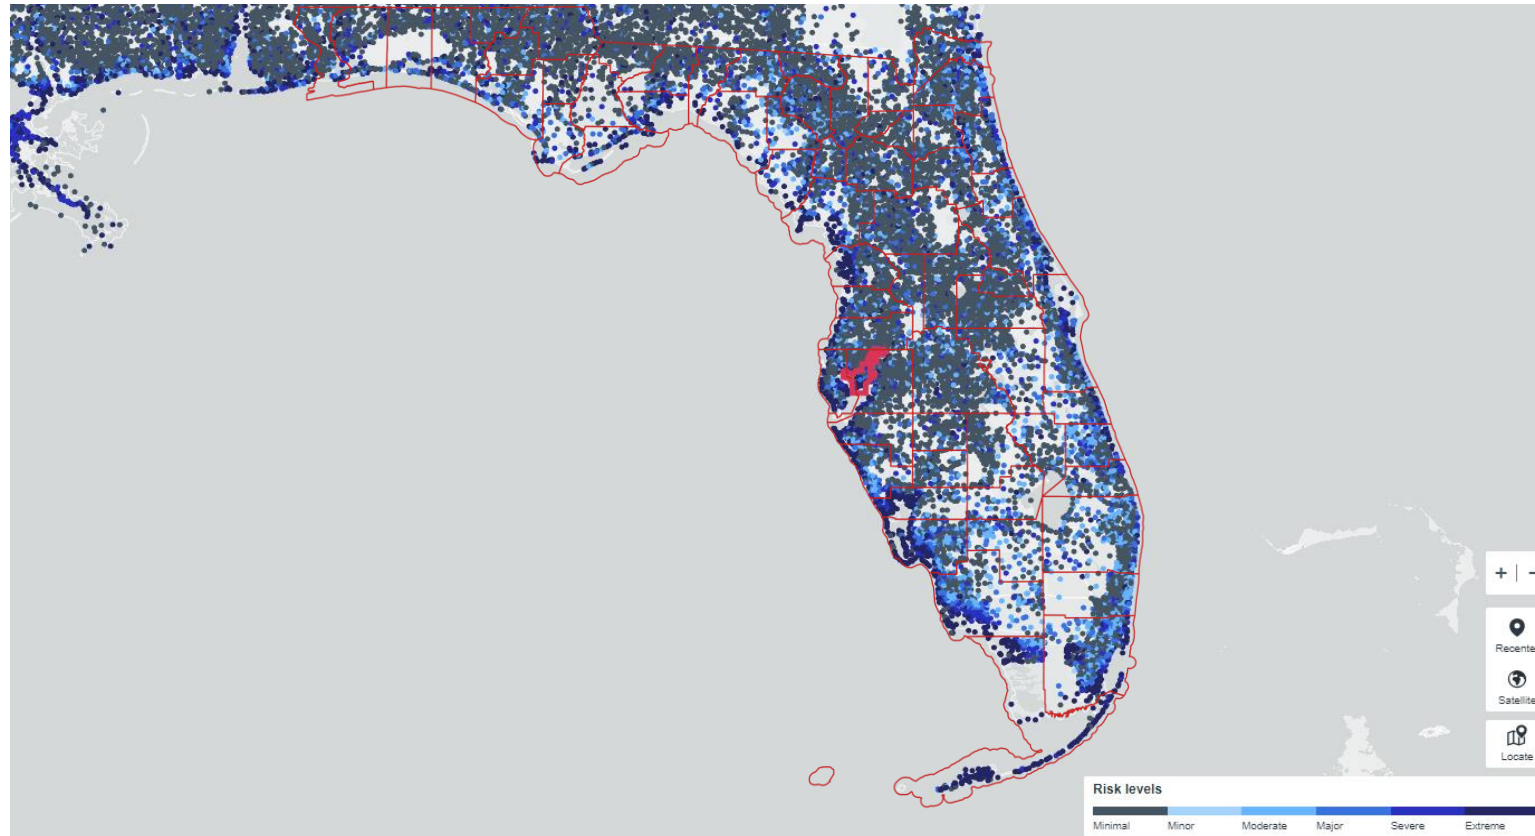 + | −
Recente
Satellite
Locate
Risk levels
Minimal Minor Moderate Major Severe Extreme